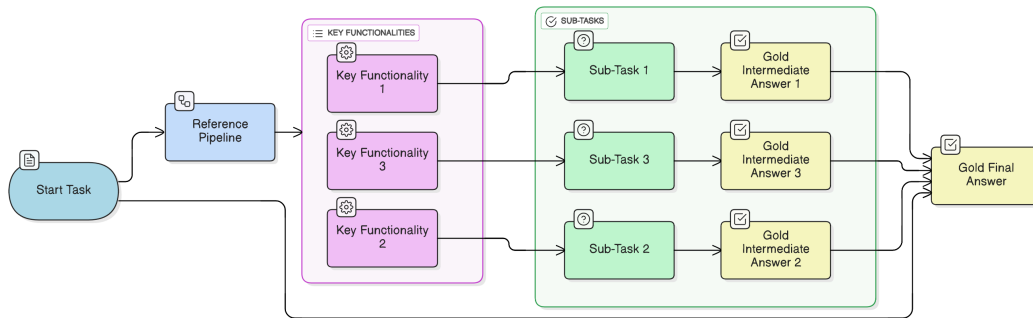 Start Task
Reference
Pipeline
KEY FUNCTIONALITIES
Key Functionality
1
Key Functionality
3
Key Functionality
2
SUB-TASKS
Sub-Task 1
Gold
Intermediate
Answer 1
Sub-Task 3
Gold
Intermediate
Answer 3
Sub-Task 2
Gold
Intermediate
Answer 2
Gold Final
Answer